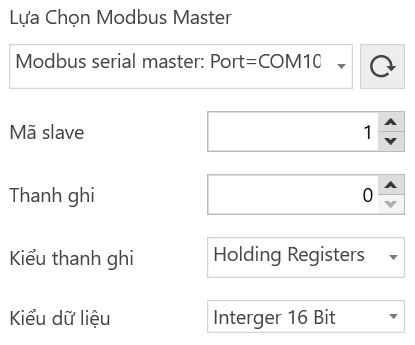 Lựa Chọn Modbus Master
Modbus serial master: Port=COM10
Mã slave 1
Thanh ghi 0
Kiểu thanh ghi Holding Registers
Kiểu dữ liệu Interger 16 Bit